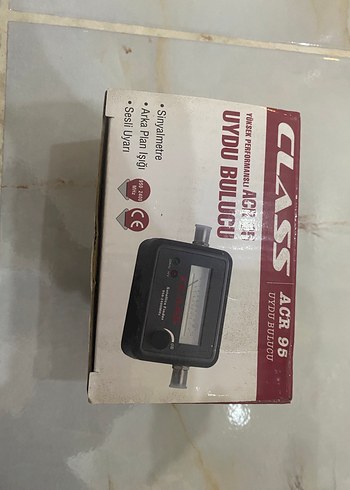 CLASS
ACR 95
UYDU BULUCU
YÜKSEK PERFORMANSLI ACR 95
UYDU BULUCU
• Sinyalmetre
• Arka Plan Işığı
• Sesli Uyarı
CE